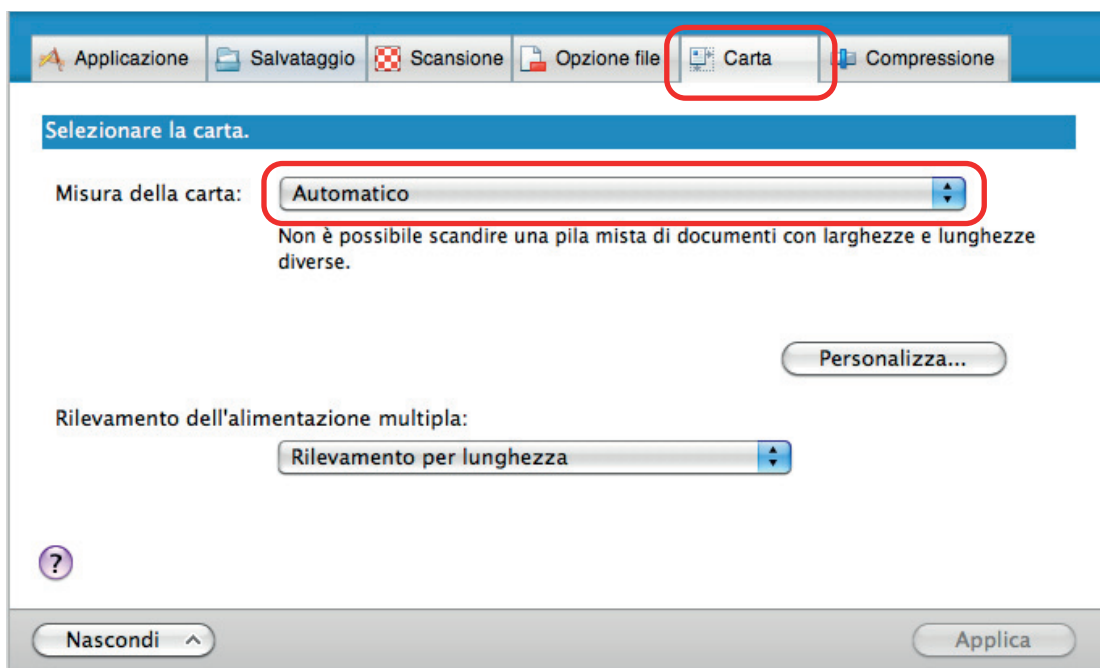 Applicazione Salvataggio Scansione Opzione file Carta Compressione
Selezionare la carta.
Misura della carta: Automatico
Non è possibile scandire una pila mista di documenti con larghezze e lunghezze
diverse.
Personalizza...
Rilevamento dell'alimentazione multipla:
Rilevamento per lunghezza
?
Nascondi Applica